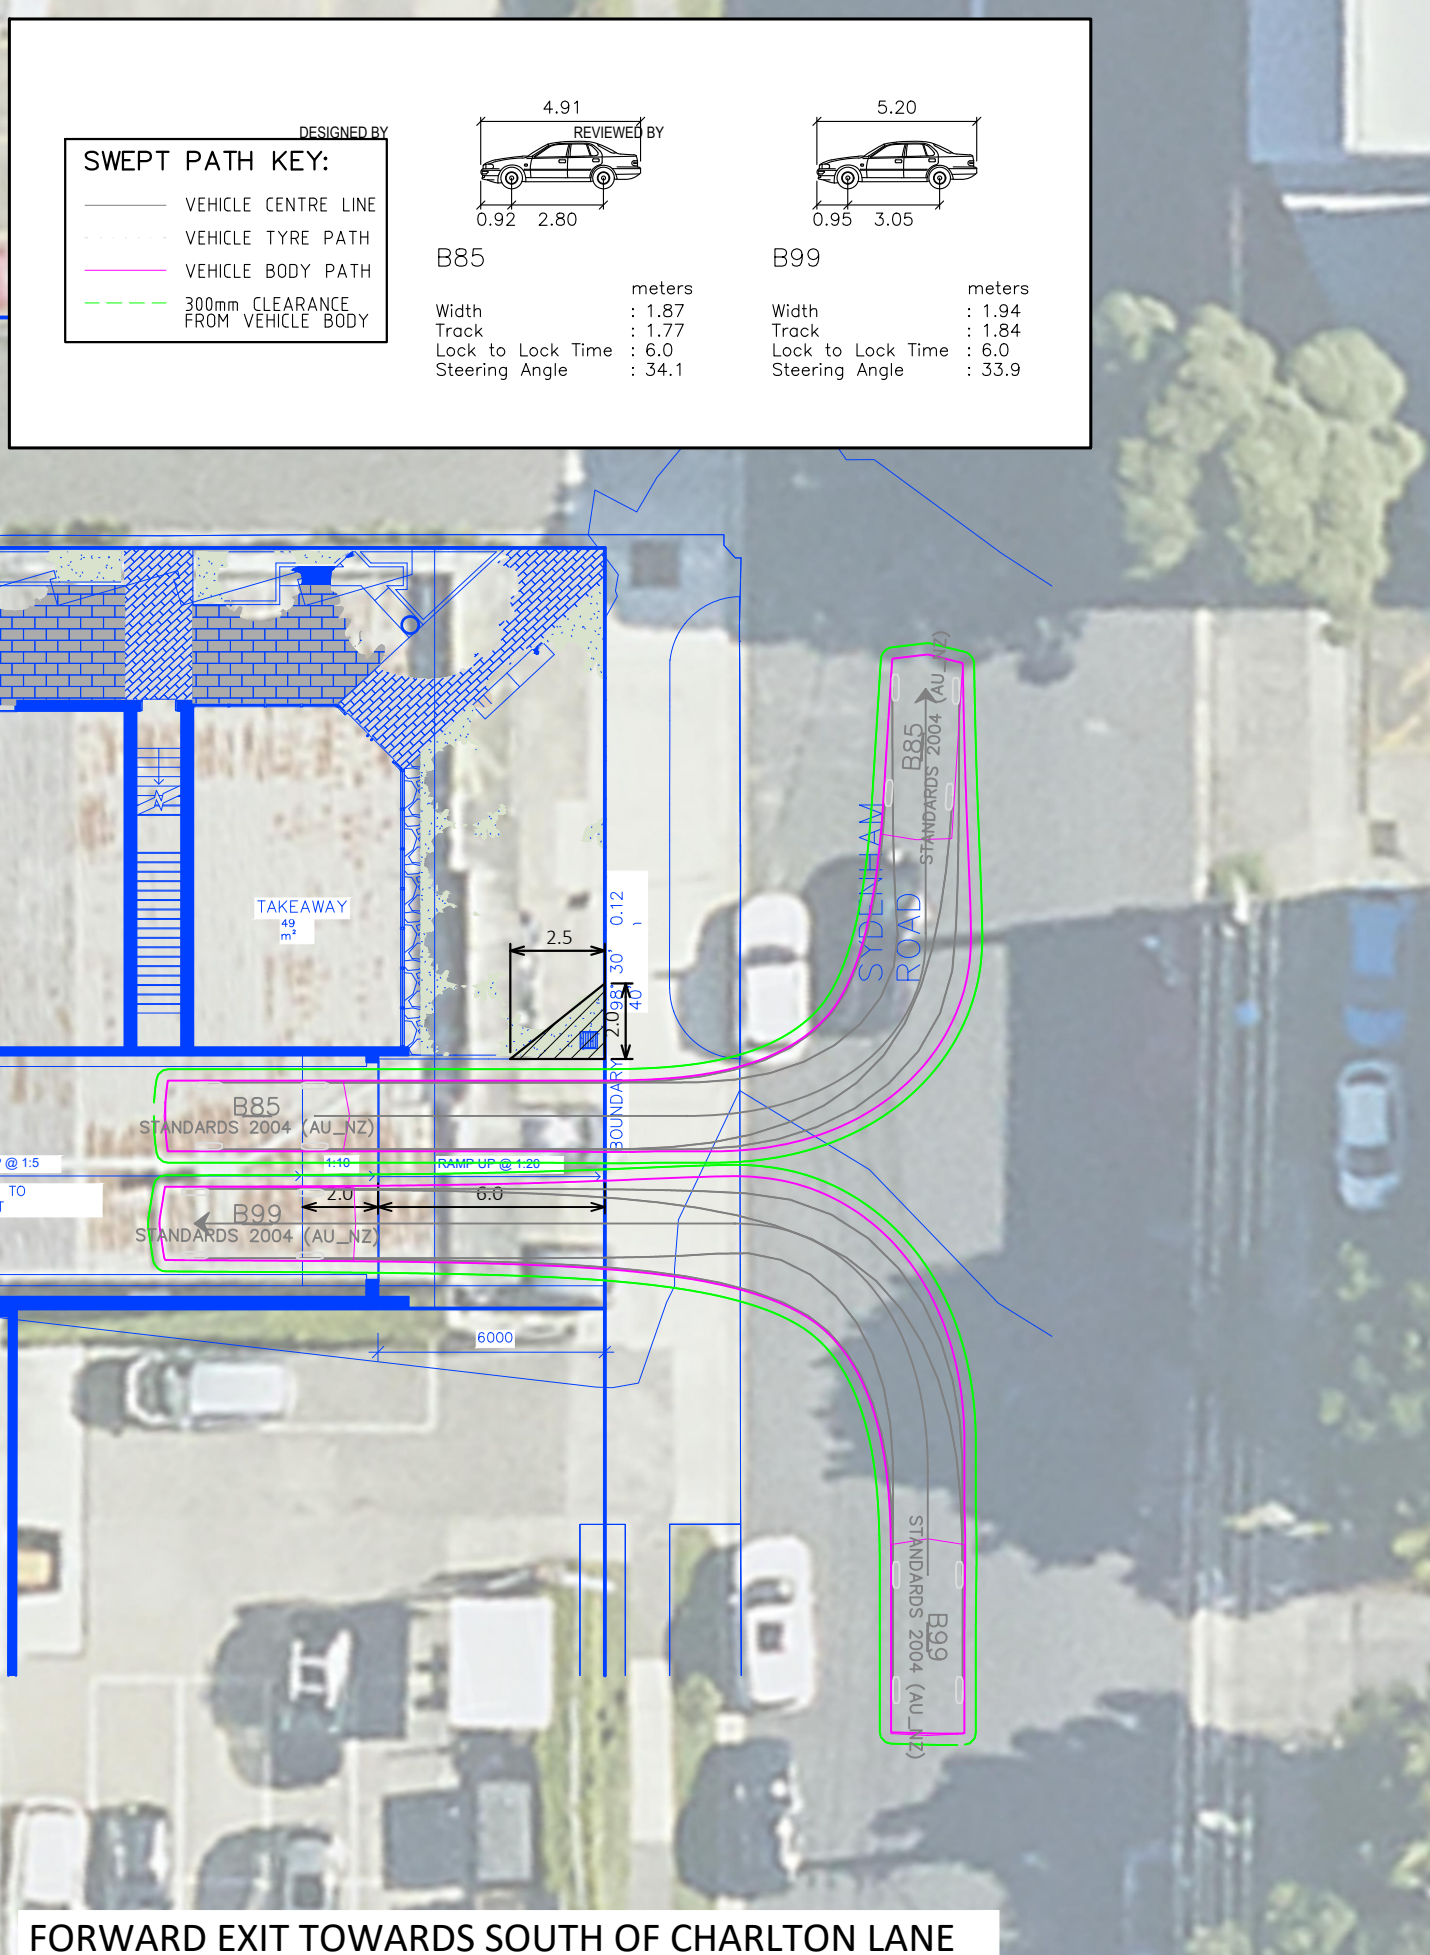 DESIGNED BY
REVIEWED BY
SWEPT PATH KEY:
VEHICLE CENTRE LINE
VEHICLE TYRE PATH
VEHICLE BODY PATH
300mm CLEARANCE
FROM VEHICLE BODY
4.91
0.92 2.80
B85
meters
Width : 1.87
Track : 1.77
Lock to Lock Time : 6.0
Steering Angle : 34.1
5.20
0.95 3.05
B99
meters
Width : 1.94
Track : 1.84
Lock to Lock Time : 6.0
Steering Angle : 33.9
B85
STANDARDS 2004 (AU_NZ)
SYDENHAM
ROAD
TAKEAWAY
49
m²
2.5
2.0
98° 30' 0.12
40"
BOUNDARY
B85
STANDARDS 2004 (AU_NZ)
@ 1:5
1:10
RAMP UP @ 1:20
TO
2.0
6.0
B99
STANDARDS 2004 (AU_NZ)
6000
B99
STANDARDS 2004 (AU_NZ)
FORWARD EXIT TOWARDS SOUTH OF CHARLTON LANE